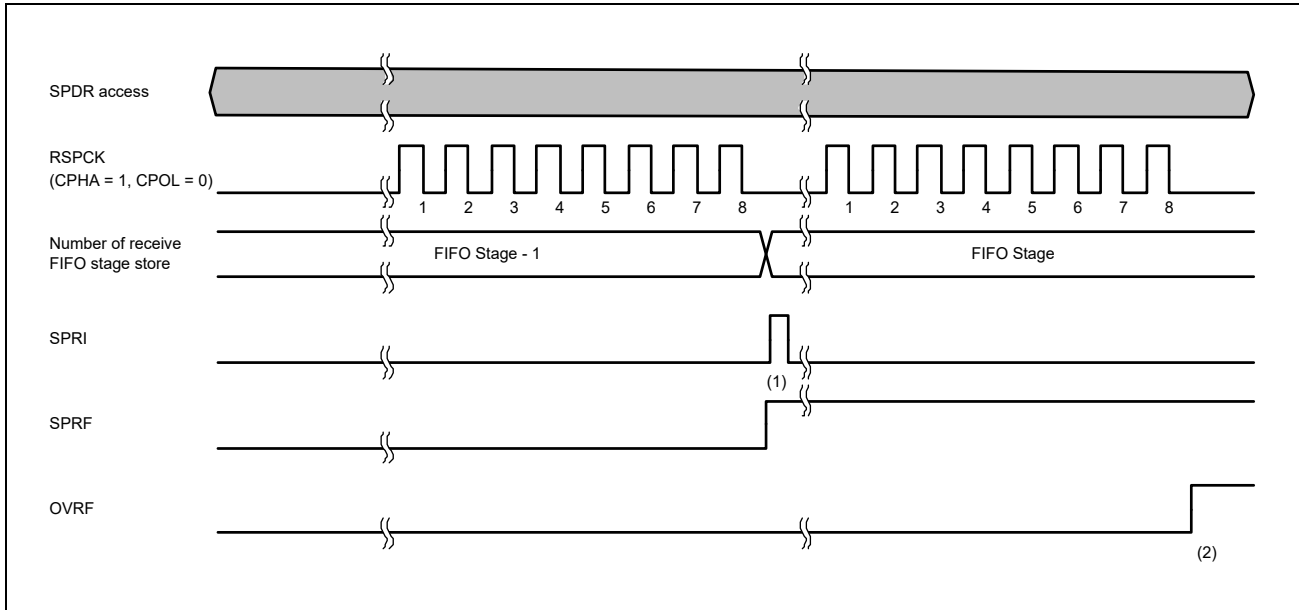 SPDR access
RSPCK
(CPHA = 1, CPOL = 0)
1 2 3 4 5 6 7 8 1 2 3 4 5 6 7 8
Number of receive
FIFO stage store
FIFO Stage - 1 FIFO Stage
SPRI
(1)
SPRF
OVRF
(2)